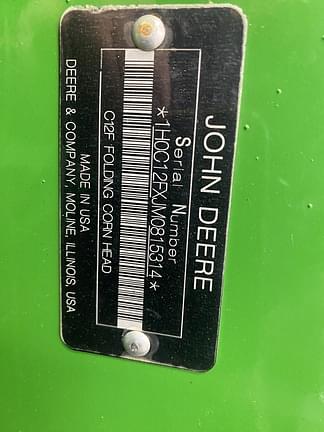 JOHN DEERE
Serial Number
*1H0C12FXJM0815314*
C12F FOLDING CORN HEAD
MADE IN USA
DEERE & COMPANY, MOLINE, ILLINOIS, USA